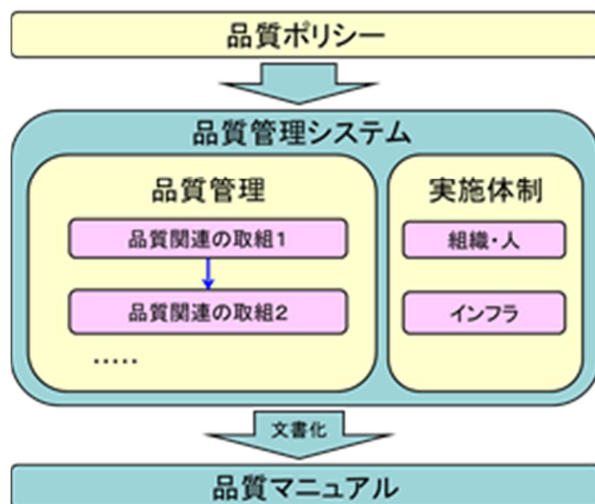 品質ポリシー
品質管理システム
品質管理
品質関連の取組1
品質関連の取組2
‥‥‥
実施体制
組織・人
インフラ
文書化
品質マニュアル